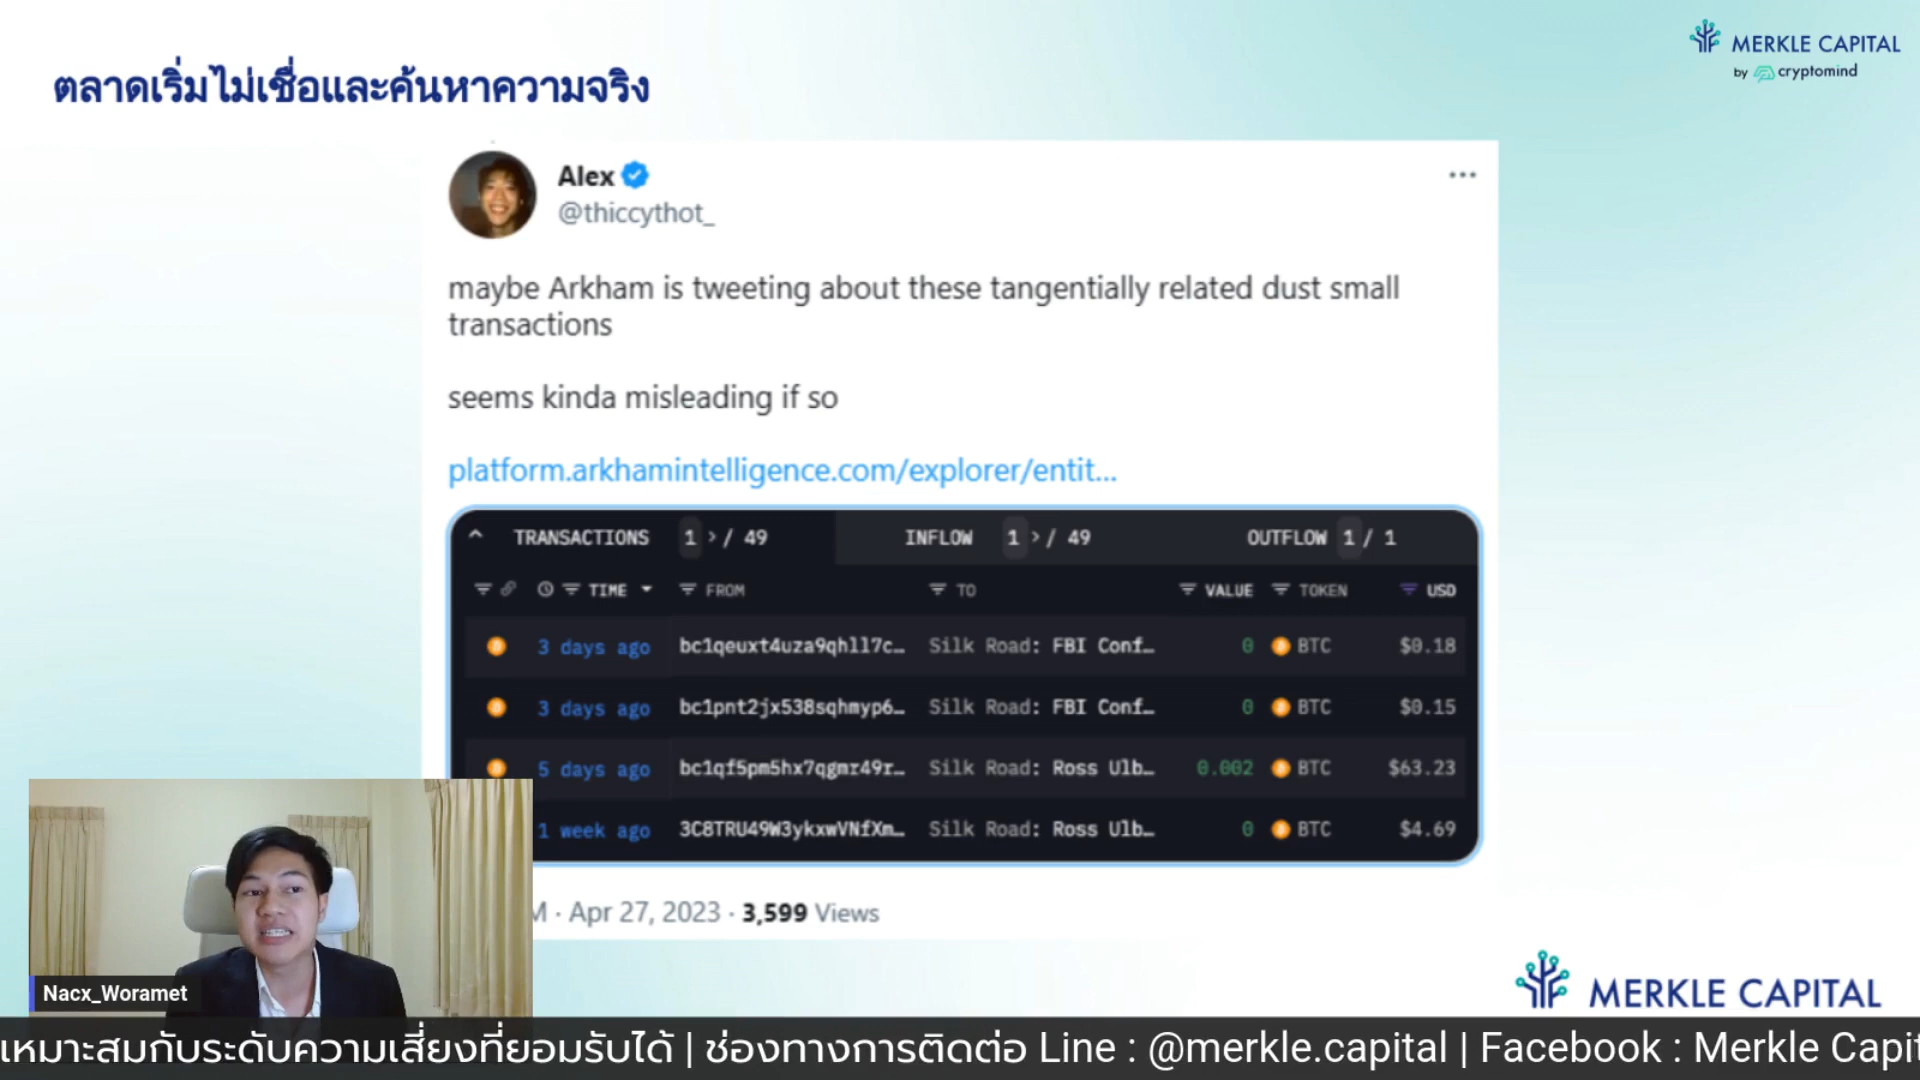 ตลาดเริ่มไม่เชื่อและค้นหาความจริง
MERKLE CAPITAL
by cryptomind
Alex
@thiccythot_
maybe Arkham is tweeting about these tangentially related dust small
transactions
seems kinda misleading if so
platform.arkhamintelligence.com/explorer/entit...
TRANSACTIONS 1 > / 49 INFLOW 1 > / 49 OUTFLOW 1 / 1
TIME FROM TO VALUE TOKEN USD
3 days ago bc1qeuxt4uza9qhll7c… Silk Road: FBI Conf… 0 BTC $0.18
3 days ago bc1pnt2jx538sqhmyp6… Silk Road: FBI Conf… 0 BTC $0.15
5 days ago bc1qf5pm5hx7qgmr49r… Silk Road: Ross Ulb… 0.002 BTC $63.23
1 week ago 3C8TRU49W3ykxwVNfXm… Silk Road: Ross Ulb… 0 BTC $4.69
M · Apr 27, 2023 · 3,599 Views
Nacx_Woramet
MERKLE CAPITAL
เหมาะสมกับระดับความเสี่ยงที่ยอมรับได้ | ช่องทางการติดต่อ Line : @merkle.capital | Facebook : Merkle Capit